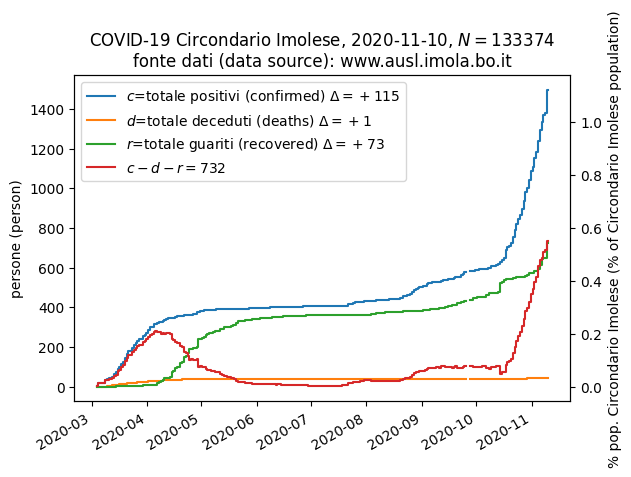 COVID-19 Circondario Imolese, 2020-11-10, N = 133374
fonte dati (data source): www.ausl.imola.bo.it
c=totale positivi (confirmed) Δ = +115
d=totale deceduti (deaths) Δ = +1
r=totale guariti (recovered) Δ = +73
c − d − r = 732
persone (person)
1400
1200
1000
800
600
400
200
0
1.0
0.8
0.6
0.4
0.2
0.0
% pop. Circondario Imolese (% of Circondario Imolese population)
2020-03
2020-04
2020-05
2020-06
2020-07
2020-08
2020-09
2020-10
2020-11